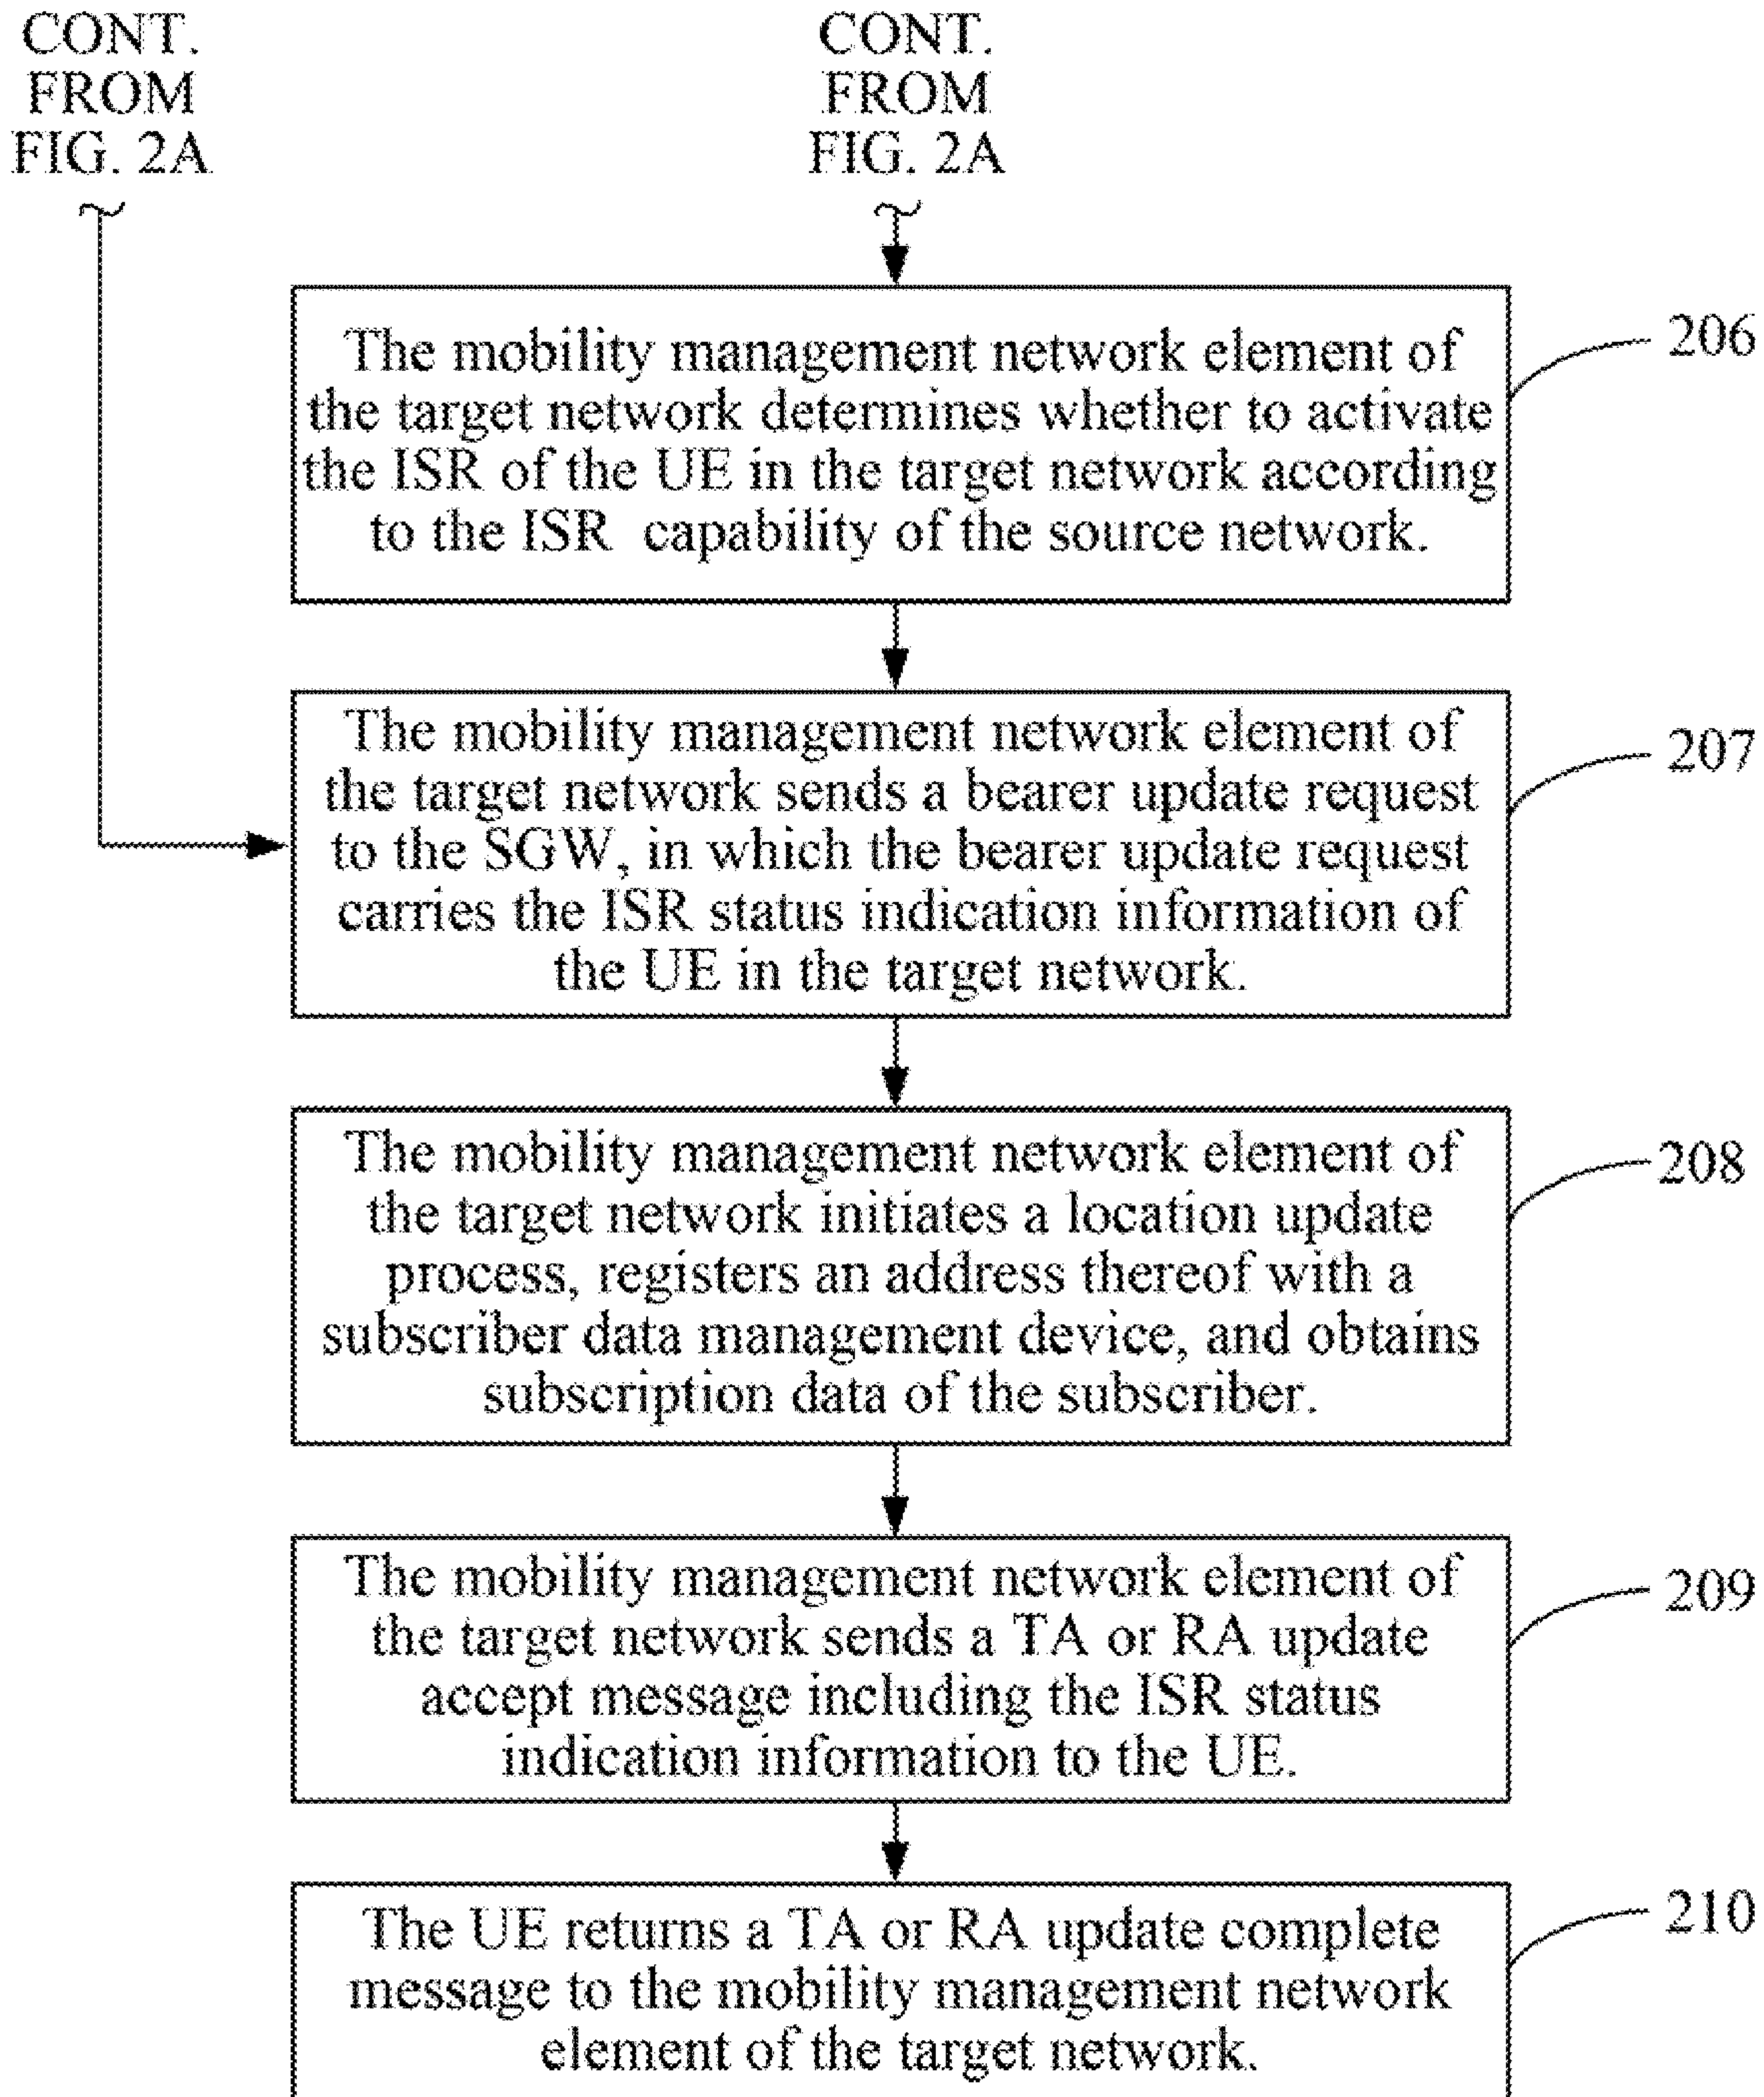 CONT.
FROM
FIG. 2A
CONT.
FROM
FIG. 2A
The mobility management network element of
the target network determines whether to activate
the ISR of the UE in the target network according
to the ISR capability of the source network.
206
The mobility management network element of
the target network sends a bearer update request
to the SGW, in which the bearer update request
carries the ISR status indication information of
the UE in the target network.
207
The mobility management network element of
the target network initiates a location update
process, registers an address thereof with a
subscriber data management device, and obtains
subscription data of the subscriber.
208
The mobility management network element of
the target network sends a TA or RA update
accept message including the ISR status
indication information to the UE.
209
The UE returns a TA or RA update complete
message to the mobility management network
element of the target network.
210